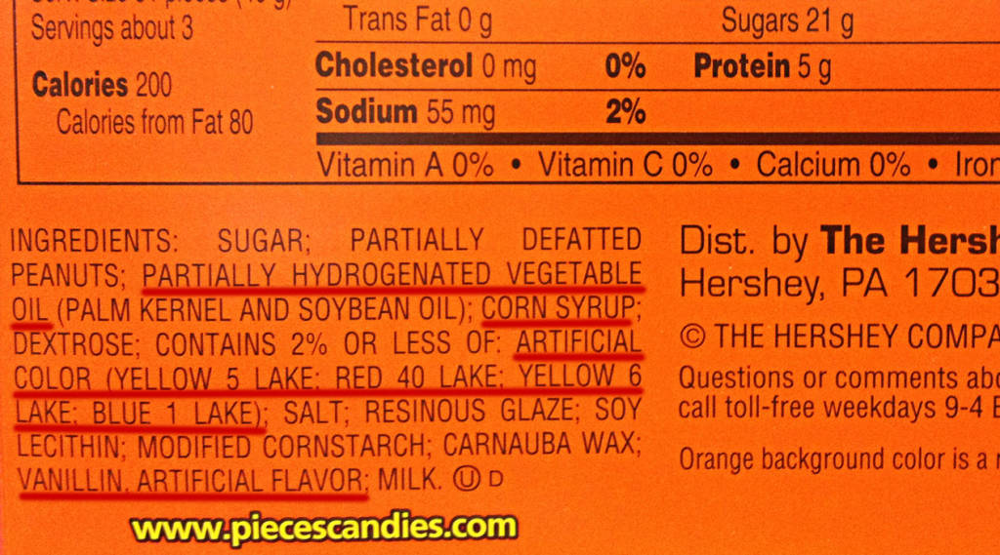 Servings about 3
Calories 200
Calories from Fat 80
Trans Fat 0 g
Sugars 21 g
Cholesterol 0 mg 0% Protein 5 g
Sodium 55 mg 2%
Vitamin A 0% • Vitamin C 0% • Calcium 0% • Iron
INGREDIENTS: SUGAR; PARTIALLY DEFATTED
PEANUTS; PARTIALLY HYDROGENATED VEGETABLE
OIL (PALM KERNEL AND SOYBEAN OIL); CORN SYRUP;
DEXTROSE; CONTAINS 2% OR LESS OF: ARTIFICIAL
COLOR (YELLOW 5 LAKE; RED 40 LAKE; YELLOW 6
LAKE; BLUE 1 LAKE); SALT; RESINOUS GLAZE; SOY
LECITHIN; MODIFIED CORNSTARCH; CARNAUBA WAX;
VANILLIN, ARTIFICIAL FLAVOR; MILK. Ⓤ D
www.piecescandies.com
Dist. by The Hersh
Hershey, PA 1703
© THE HERSHEY COMPA
Questions or comments abo
call toll-free weekdays 9-4 E
Orange background color is a